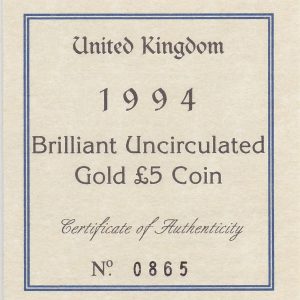 United Kingdom
1994
Brilliant Uncirculated
Gold £5 Coin
Certificate of Authenticity
Nº. 0865